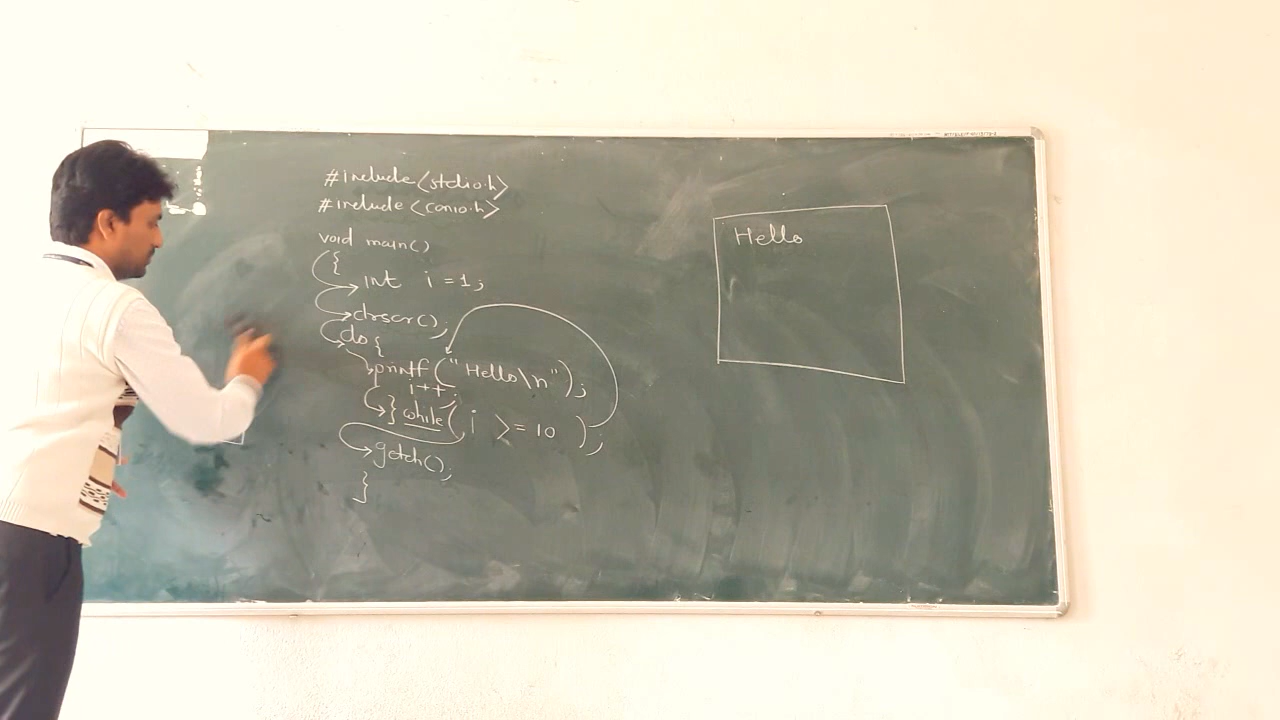 #include<stdio.h>
#include<conio.h>
void main()
{
int i =1;
clrscr();
do {
printf("Hello\n");
i++;
} while(i >= 10 );
getch();
}
Hello